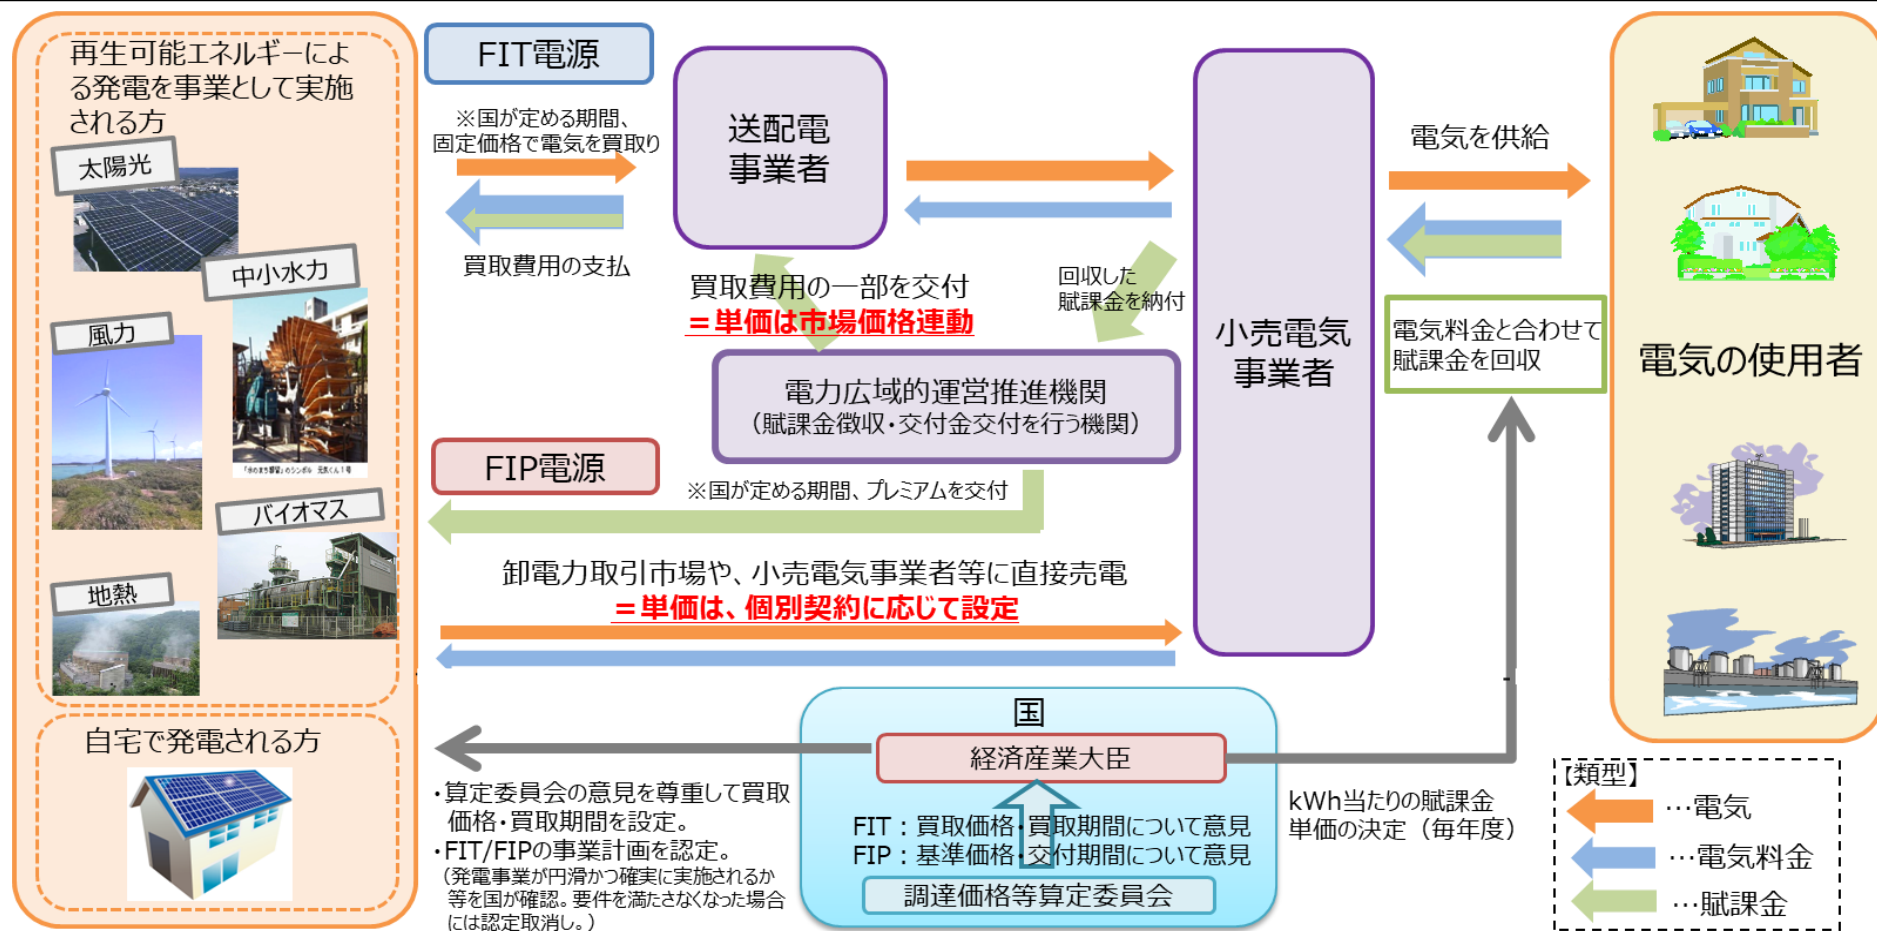 再生可能エネルギーによ
る発電を事業として実施
される方
太陽光
中小水力
風力
「水のまち都留」のシンボル 元気くん1号
バイオマス
地熱
自宅で発電される方
FIT電源
※国が定める期間、
固定価格で電気を買取り
買取費用の支払
送配電
事業者
買取費用の一部を交付
＝単価は市場価格連動
回収した
賦課金を納付
電力広域的運営推進機関
（賦課金徴収・交付金交付を行う機関）
FIP電源
※国が定める期間、プレミアムを交付
卸電力取引市場や、小売電気事業者等に直接売電
＝単価は、個別契約に応じて設定
小売電気
事業者
電気を供給
電気料金と合わせて
賦課金を回収
電気の使用者
国
経済産業大臣
FIT：買取価格・買取期間について意見
FIP：基準価格・交付期間について意見
調達価格等算定委員会
・算定委員会の意見を尊重して買取
価格・買取期間を設定。
・FIT/FIPの事業計画を認定。
（発電事業が円滑かつ確実に実施されるか
等を国が確認。要件を満たさなくなった場合
には認定取消し。）
kWh当たりの賦課金
単価の決定（毎年度）
【類型】
…電気
…電気料金
…賦課金